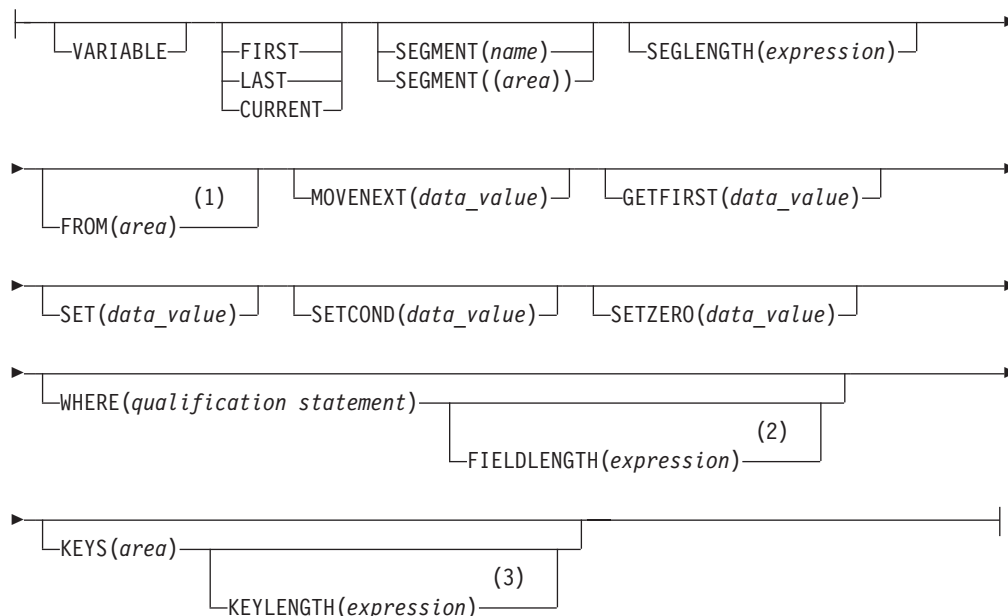 VARIABLE FIRST SEGMENT(name) SEGLENGTH(expression)
LAST SEGMENT((area))
CURRENT
(1) MOVENEXT(data_value) GETFIRST(data_value)
FROM(area)
SET(data_value) SETCOND(data_value) SETZERO(data_value)
WHERE(qualification statement)
(2)
FIELDLENGTH(expression)
KEYS(area)
(3)
KEYLENGTH(expression)